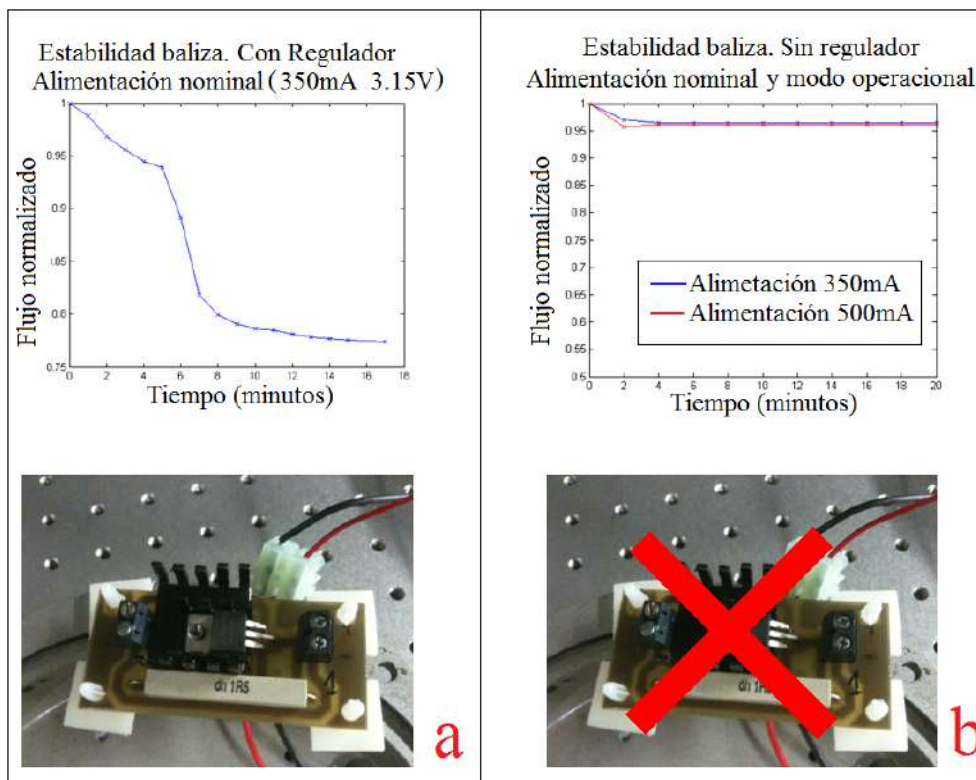 Estabilidad baliza. Con Regulador
Alimentación nominal (350mA 3.15V)
1
0.95
0.9
0.85
0.8
0.75
0 2 4 6 8 10 12 14 16 18
Flujo normalizado
Tiempo (minutos)
dh 1R5
1
a
Estabilidad baliza. Sin regulador
Alimentación nominal y modo operacional
1
0.95
0.9
0.85
0.8
0.75
0.7
0.65
0.6
0.55
0.5
0 2 4 6 8 10 12 14 16 18 20
Flujo normalizado
Alimetación 350mA
Alimentación 500mA
Tiempo (minutos)
1
b